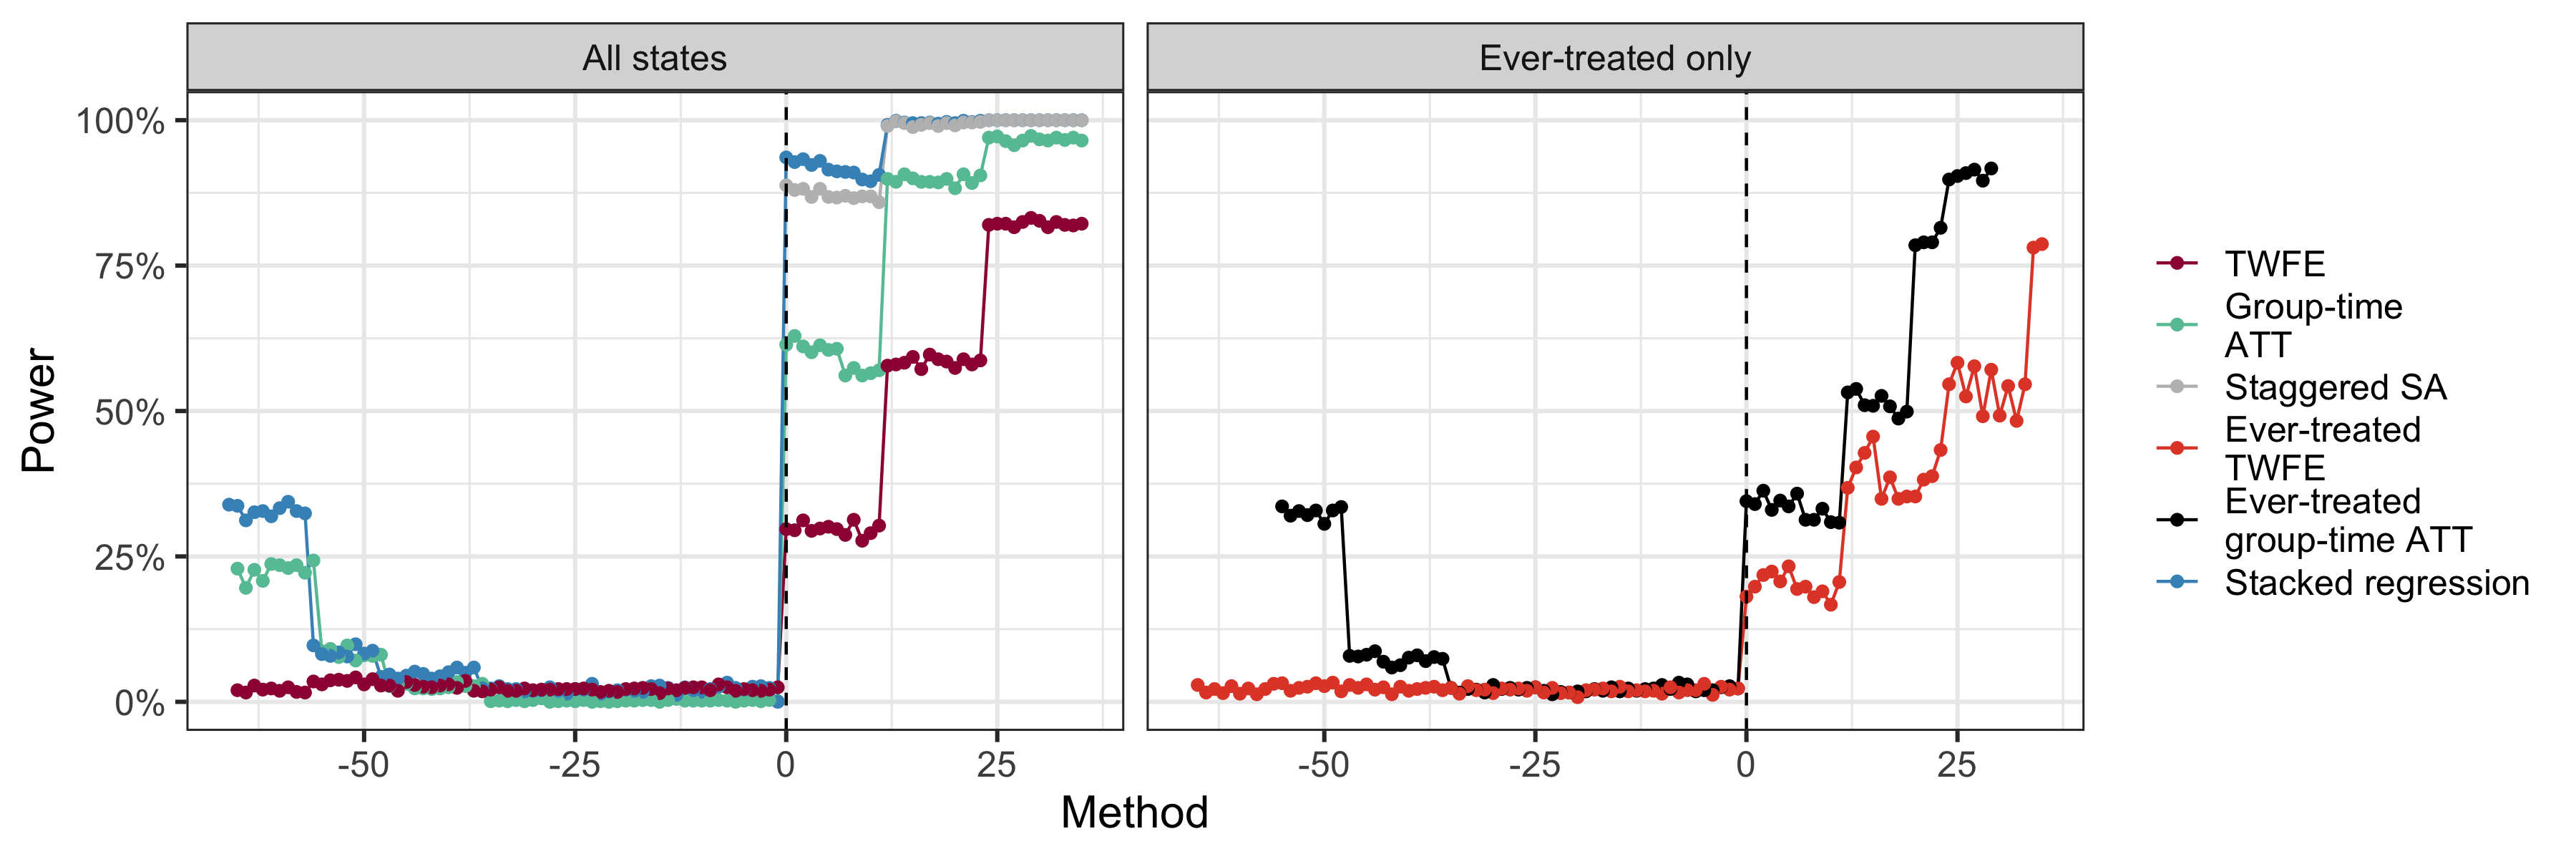 All states
Ever-treated only
Power
100%
75%
50%
25%
0%
-50
-25
0
25
-50
-25
0
25
Method
TWFE
Group-time
ATT
Staggered SA
Ever-treated
TWFE
Ever-treated
group-time ATT
Stacked regression